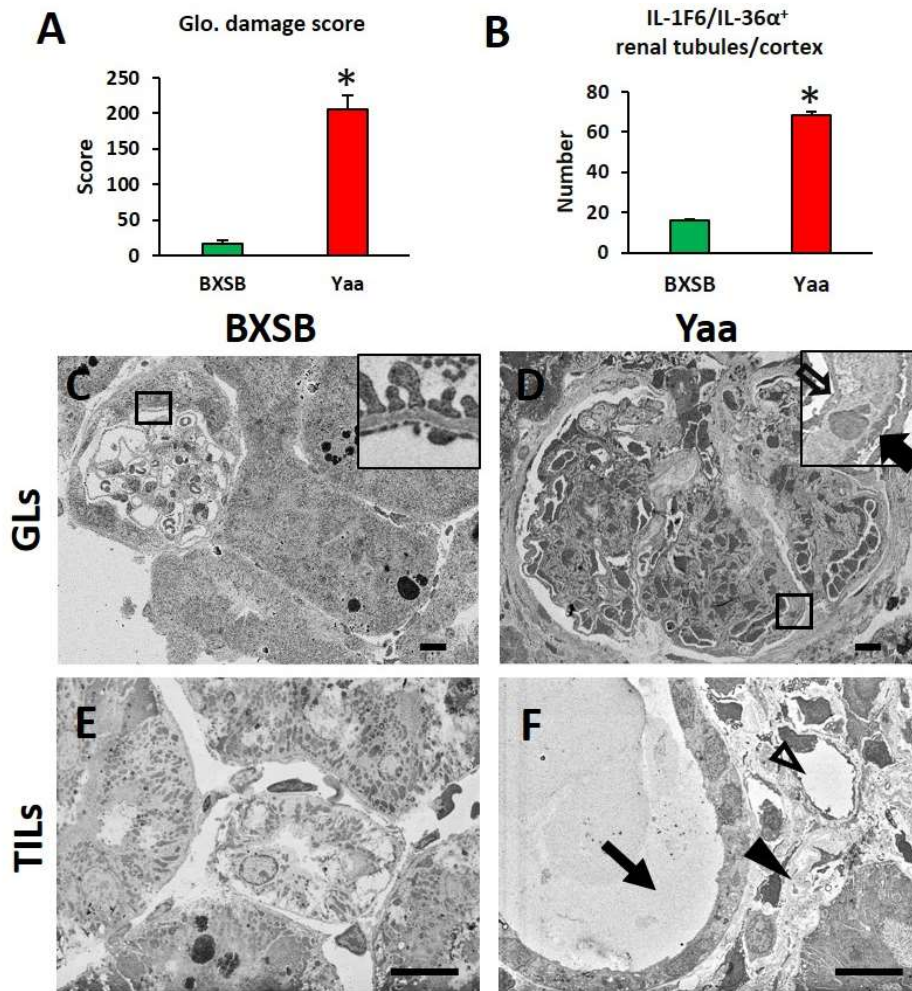 A
Glo. damage score
250
200
150
100
50
0
Score
*
BXSB
Yaa
B
IL-1F6/IL-36α⁺
renal tubules/cortex
80
60
40
20
0
Number
*
BXSB
Yaa
BXSB
Yaa
GLs
C
D
TILs
E
F